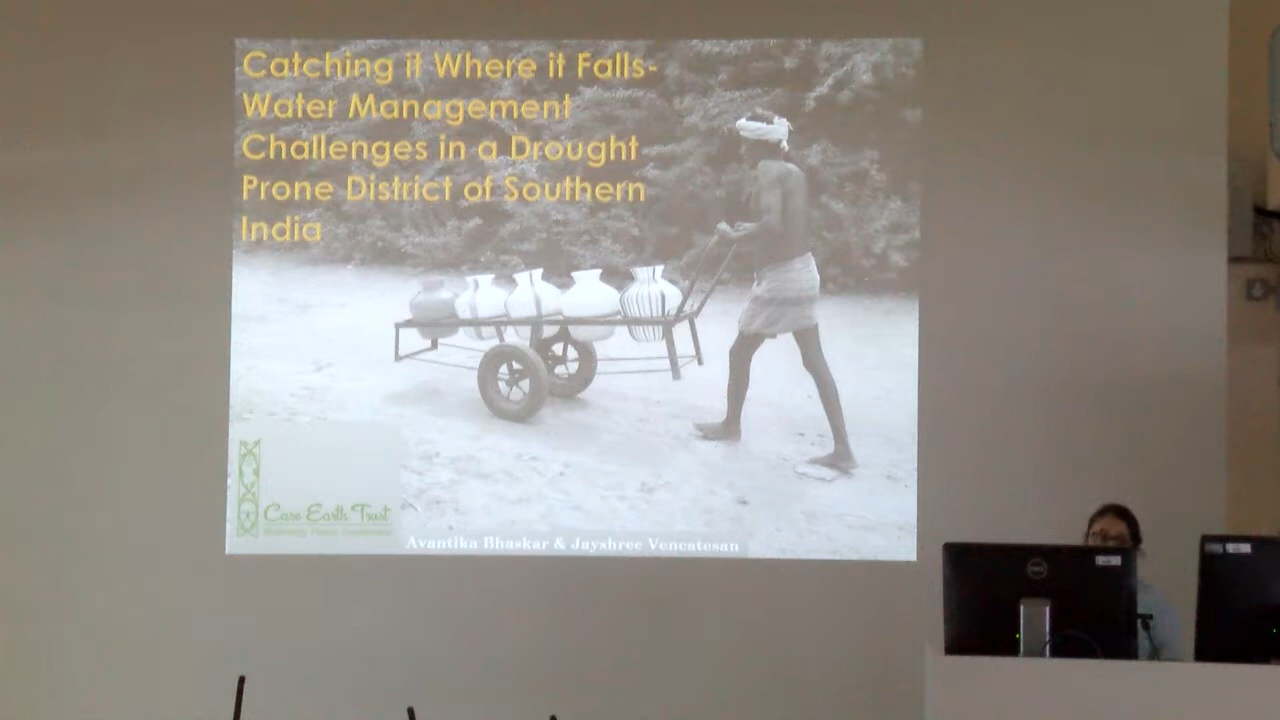 Catching it Where it Falls-
Water Management
Challenges in a Drought
Prone District of Southern
India
Care Earth Trust
Avantika Bhaskar & Jayshree Vencatesan
DELL